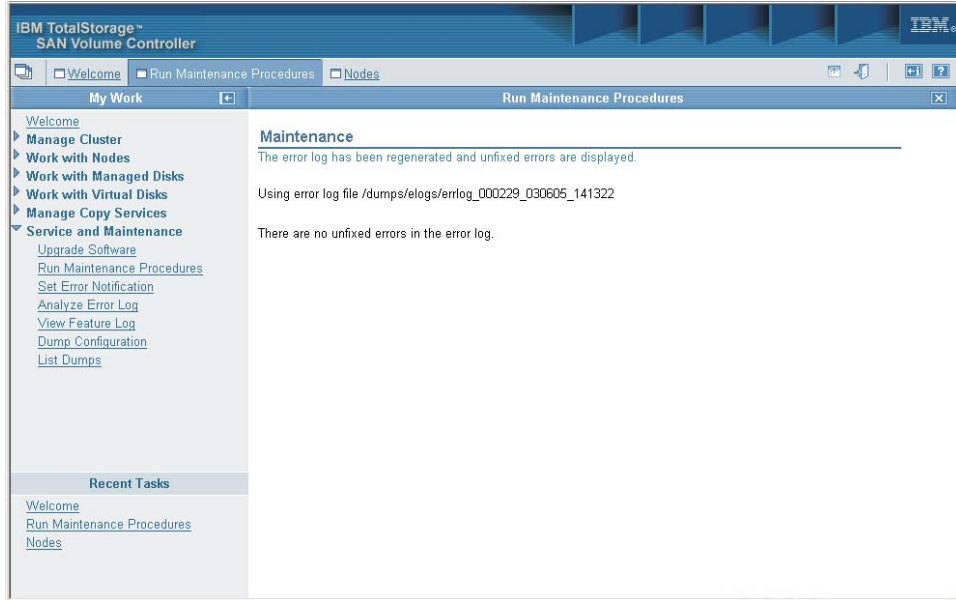 IBM TotalStorage™
SAN Volume Controller
IBM®
Welcome
Run Maintenance Procedures
Nodes
My Work
Run Maintenance Procedures
Welcome
Manage Cluster
Work with Nodes
Work with Managed Disks
Work with Virtual Disks
Manage Copy Services
Service and Maintenance
Upgrade Software
Run Maintenance Procedures
Set Error Notification
Analyze Error Log
View Feature Log
Dump Configuration
List Dumps
Recent Tasks
Welcome
Run Maintenance Procedures
Nodes
Maintenance
The error log has been regenerated and unfixed errors are displayed.
Using error log file /dumps/elogs/errlog_000229_030605_141322
There are no unfixed errors in the error log.